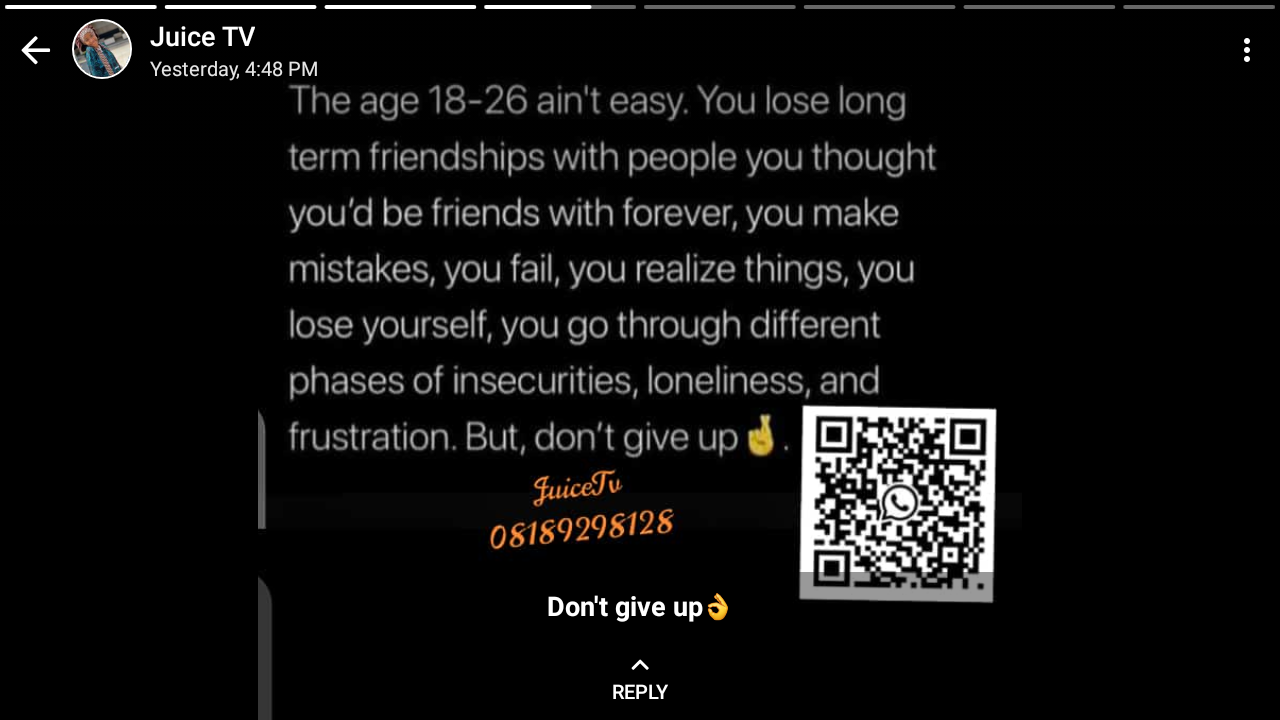 Juice TV
Yesterday, 4:48 PM
The age 18-26 ain't easy. You lose long
term friendships with people you thought
you'd be friends with forever, you make
mistakes, you fail, you realize things, you
lose yourself, you go through different
phases of insecurities, loneliness, and
frustration. But, don't give up🤞.
JuiceTv
08189298128
Don't give up👌
REPLY